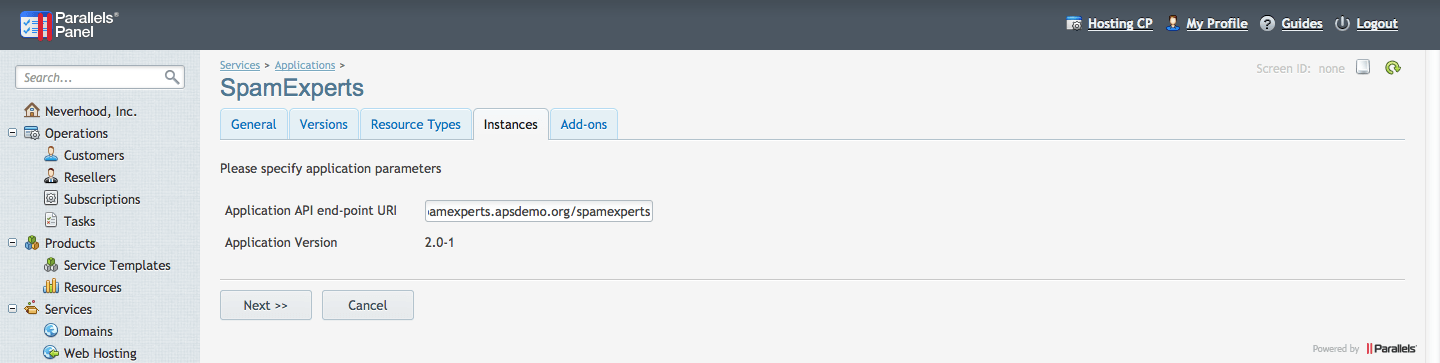 Parallels® Panel
Hosting CP My Profile Guides Logout
Search...
Neverhood, Inc.
Operations
Customers
Resellers
Subscriptions
Tasks
Products
Service Templates
Resources
Services
Domains
Web Hosting
Services > Applications >
Screen ID: none
SpamExperts
General Versions Resource Types Instances Add-ons
Please specify application parameters
Application API end-point URI pamexperts.apsdemo.org/spamexperts
Application Version 2.0-1
Next >> Cancel
Powered by Parallels®